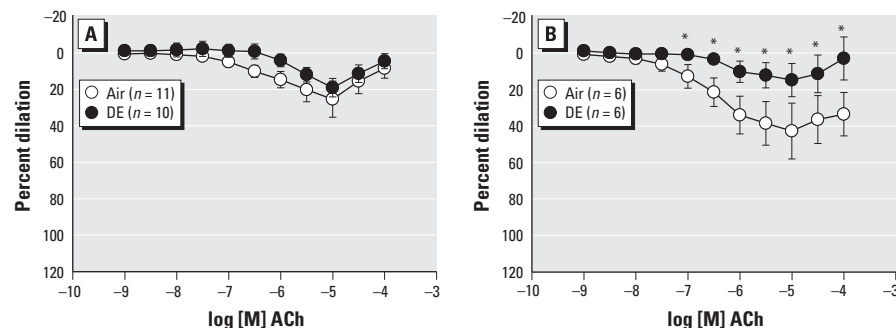 A
Percent dilation
–20
0
20
40
60
80
100
120
Air (n = 11)
DE (n = 10)
–10 –9 –8 –7 –6 –5 –4 –3
log [M] ACh
B
Percent dilation
–20
0
20
40
60
80
100
120
* * * * * * *
Air (n = 6)
DE (n = 6)
–10 –9 –8 –7 –6 –5 –4 –3
log [M] ACh